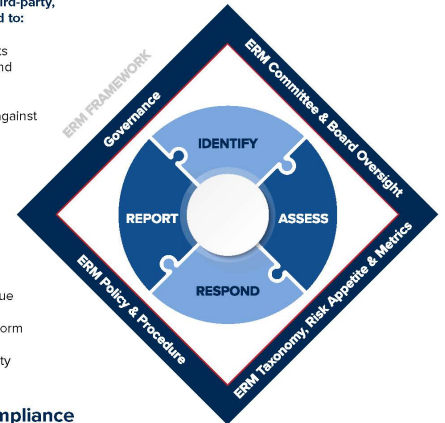 ird-party,
d to:
ts
nd
gainst
ERM FRAMEWORK
Governance
ERM Committee & Board Oversight
IDENTIFY
REPORT
ASSESS
RESPOND
ERM Policy & Procedure
ERM Taxonomy, Risk Appetite & Metrics
ue
orm
ty
mpliance